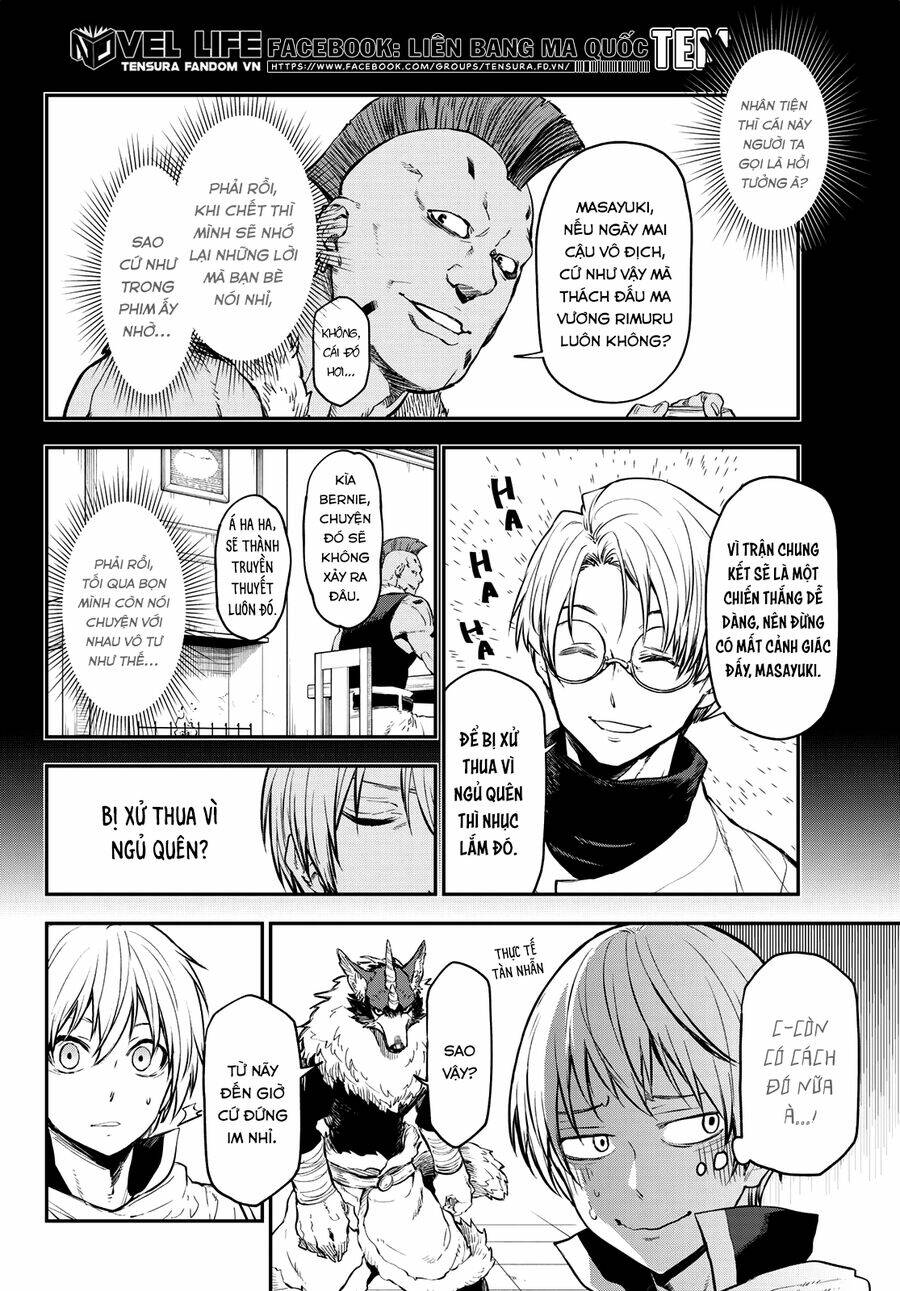 NOVEL LIFE
TENSURA FANDOM VN
FACEBOOK: LIÊN BANG MA QUỐC TEM
HTTPS://WWW.FACEBOOK.COM/GROUPS/TENSURA.FD.VN/
NHÂN TIỆN
THÌ CÁI NÀY
NGƯỜI TA
GỌI LÀ HỒI
TƯỞNG À?
MASAYUKI,
NẾU NGÀY MAI
CẬU VÔ ĐỊCH,
CỨ NHƯ VẬY MÀ
THÁCH ĐẤU MA
VƯƠNG RIMURU
LUÔN KHÔNG?
PHẢI RỒI,
KHI CHẾT THÌ
MÌNH SẼ NHỚ
LẠI NHỮNG LỜI
MÀ BẠN BÈ
NÓI NHỈ,
SAO
CỨ NHƯ
TRONG
PHIM ẤY
NHỞ...
KHÔNG,
CÁI ĐÓ
HƠI...
VÌ TRẬN CHUNG
KẾT SẼ LÀ MỘT
CHIẾN THẮNG DỄ
DÀNG, NÊN ĐỪNG
CÓ MẤT CẢNH GIÁC
ĐẤY, MASAYUKI.
HA
HA
HA
HA
ĐỂ BỊ XỬ
THUA VÌ
NGỦ QUÊN
THÌ NHỤC
LẮM ĐÓ.
KÌA
BERNIE,
CHUYỆN
ĐÓ SẼ
KHÔNG
XẢY RA
ĐÂU.
Á HA HA,
SẼ THÀNH
TRUYỀN
THUYẾT
LUÔN ĐÓ.
PHẢI RỒI,
TỐI QUA BỌN
MÌNH CÒN NÓI
CHUYỆN VỚI
NHAU VÔ TƯ
NHƯ THẾ...
BỊ XỬ THUA VÌ
NGỦ QUÊN?
C-CÒN
CÓ CÁCH
ĐÓ NỮA
À...!
THỰC TẾ
TÀN NHẪN
SAO
VẬY?
TỪ NÃY
ĐẾN GIỜ
CỨ ĐỨNG
IM NHỈ.